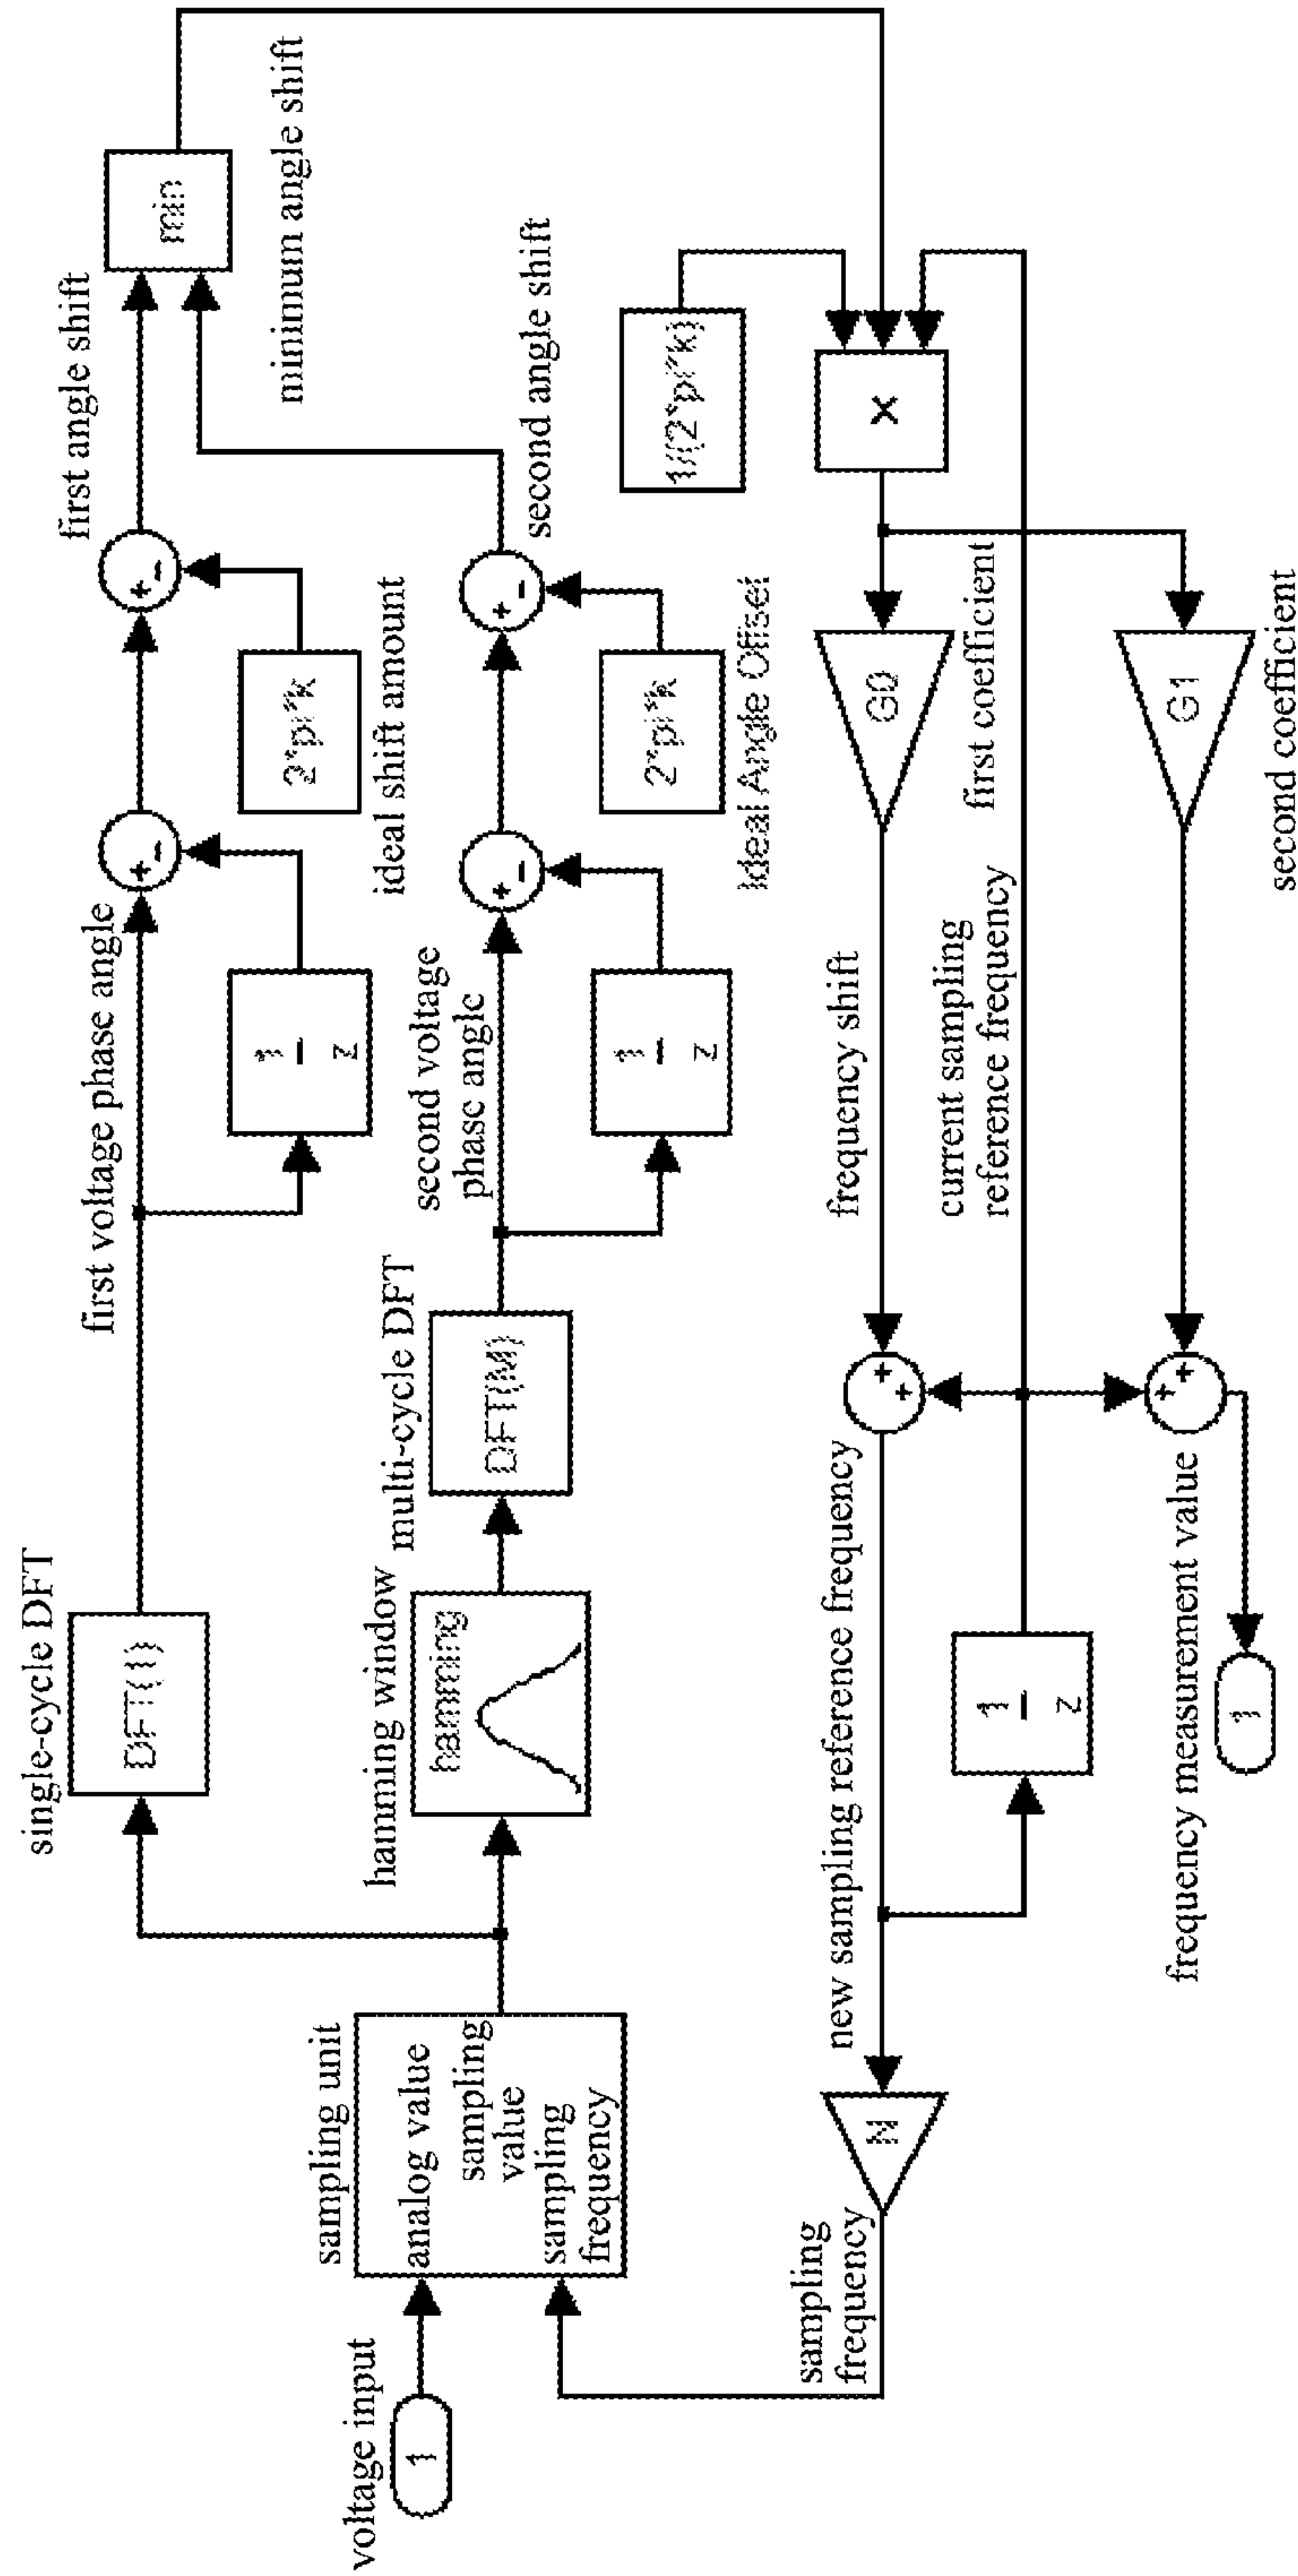 voltage input
1
sampling unit
analog value
sampling
value
sampling
frequency
single-cycle DFT
DFT(1)
hamming window
hamming
multi-cycle DFT
DFT(M)
first voltage phase angle
1
z
+
-
2*pi*k
ideal shift amount
+
-
first angle shift
min
minimum angle shift
second voltage
phase angle
1
z
+
-
2*pi*k
Ideal Angle Offset
+
-
second angle shift
1/(2*pi*k)
×
G0
first coefficient
frequency shift
current sampling
reference frequency
G1
second coefficient
+
+
new sampling reference frequency
1
z
N
sampling
frequency
+
+
frequency measurement value
1